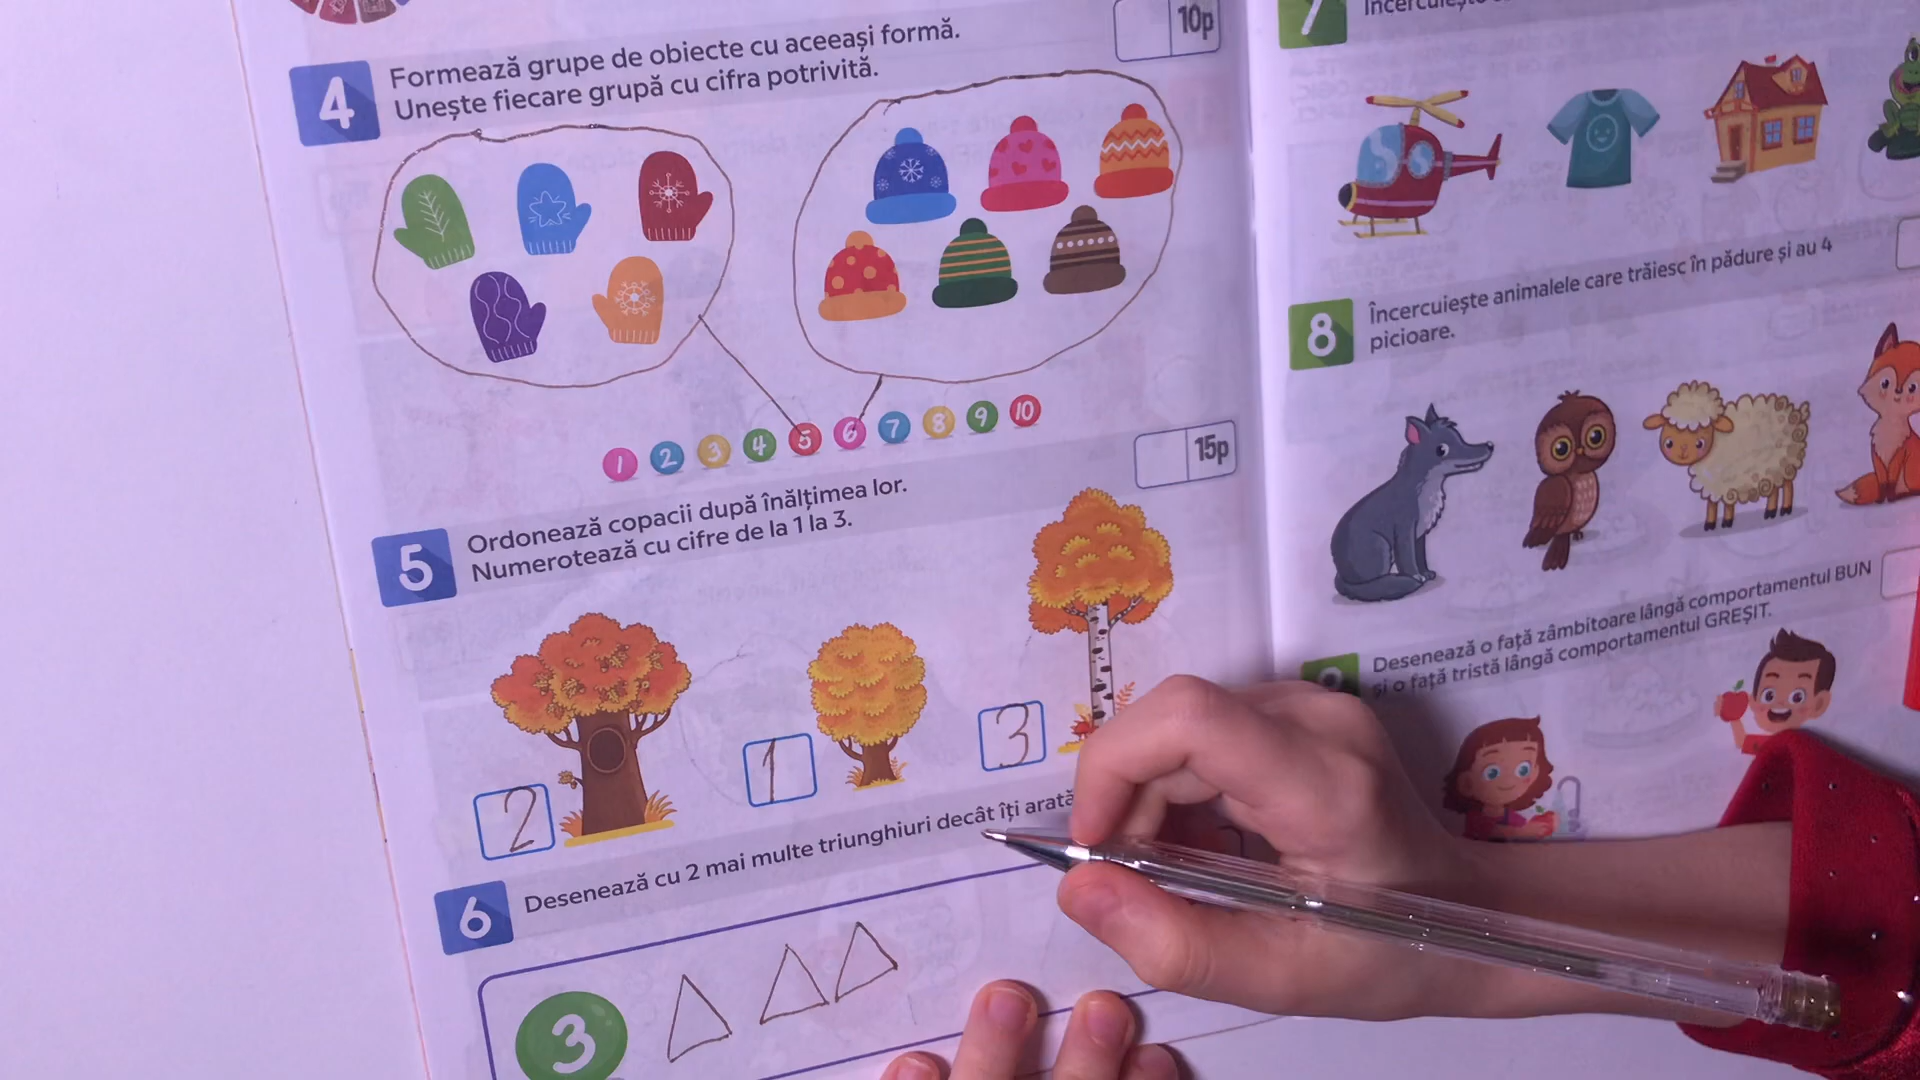 4
Formează grupe de obiecte cu aceeași formă.
Unește fiecare grupă cu cifra potrivită.
10p
1 2 3 4 5 6 7 8 9 10
15p
5
Ordonează copacii după înălțimea lor.
Numerotează cu cifre de la 1 la 3.
2
1
3
6
Desenează cu 2 mai multe triunghiuri decât îți arată
3
7
8
Încercuiește animalele care trăiesc în pădure și au 4
picioare.
Desenează o față zâmbitoare lângă comportamentul BUN
și o față tristă lângă comportamentul GREȘIT.